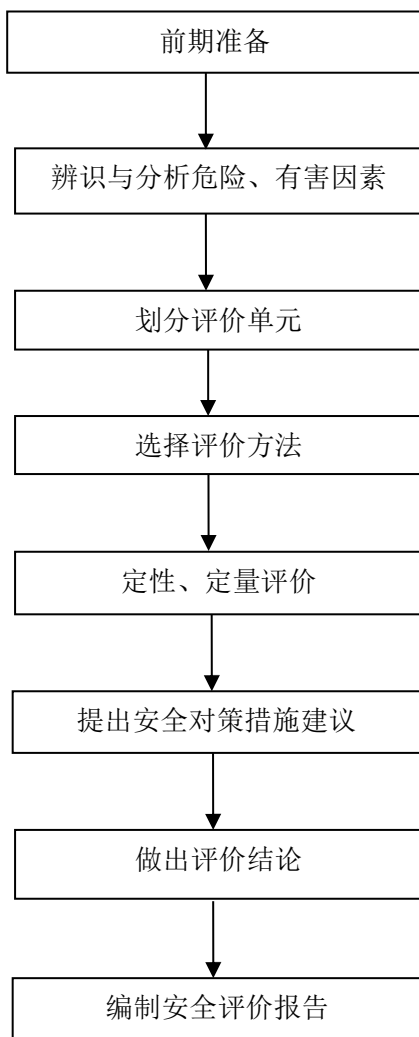 前期准备
辨识与分析危险、有害因素
划分评价单元
选择评价方法
定性、定量评价
提出安全对策措施建议
做出评价结论
编制安全评价报告